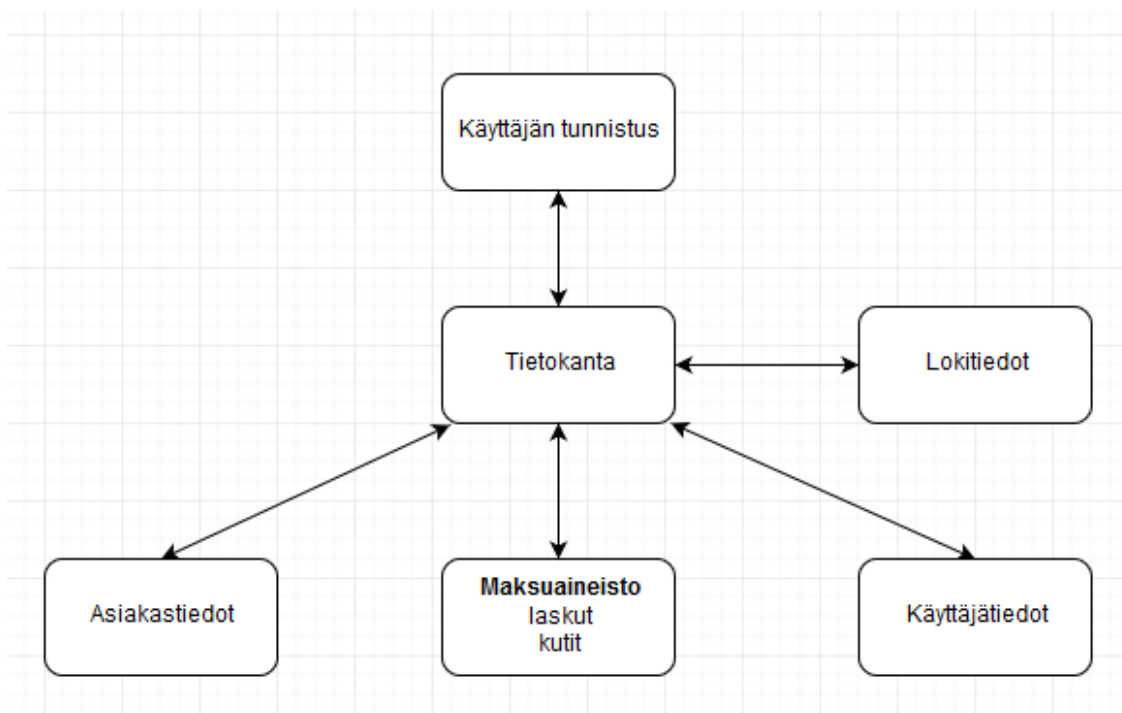 Käyttäjän tunnistus
Tietokanta
Lokitiedot
Asiakastiedot
Maksuaineisto
laskut
kutit
Käyttäjätiedot